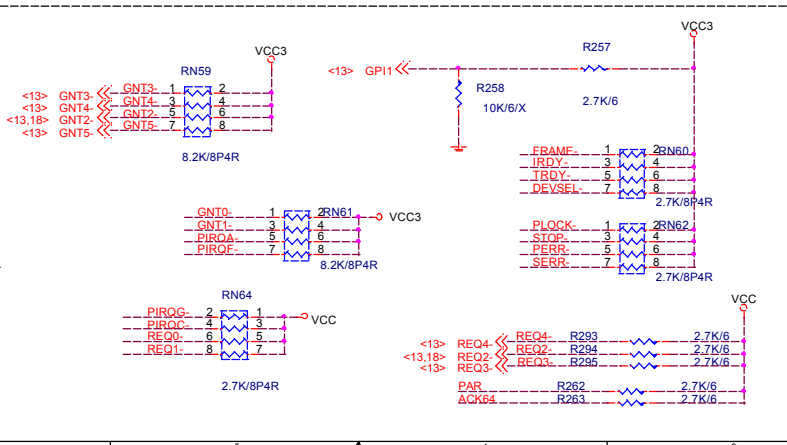 VCC3
RN59
<13> GNT3- GNT3- 1 2
<13> GNT4- GNT4- 3 4
<13,18> GNT2- GNT2- 5 6
<13> GNT5- GNT5- 7 8
8.2K/8P4R
VCC3
R257
<13> GPI1
R258
10K/6/X
2.7K/6
FRAME- 1 2 RN60
IRDY- 3 4
TRDY- 5 6
DEVSEL- 7 8
2.7K/8P4R
GNT0- 1 2 RN61 VCC3
GNT1- 3 4
PIRQA- 5 6
PIRQF- 7 8
8.2K/8P4R
PLOCK- 1 2 RN62
STOP- 3 4
PERR- 5 6
SERR- 7 8
2.7K/8P4R
RN64
PIRQG- 2 1 VCC
PIRQC- 4 3
REQ0- 6 5
REQ1- 8 7
2.7K/8P4R
VCC
<13> REQ4- REQ4- R293 2.7K/6
<13,18> REQ2- REQ2- R294 2.7K/6
<13> REQ3- REQ3- R295 2.7K/6
PAR R262 2.7K/6
ACK64 R263 2.7K/6